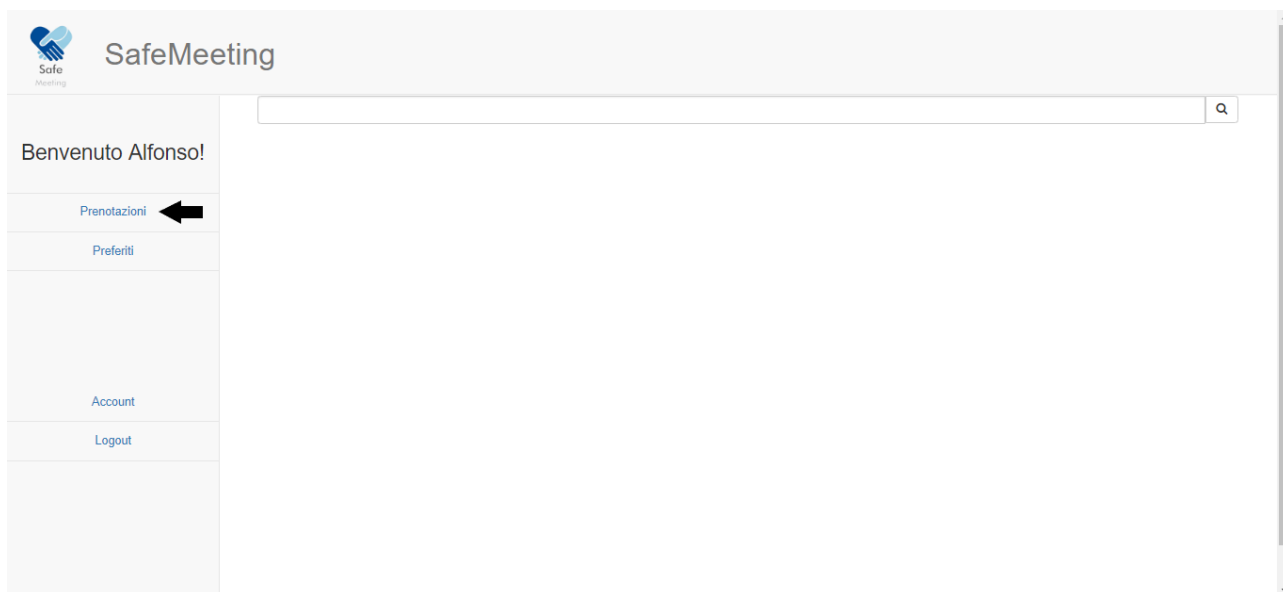 Safe
Meeting
SafeMeeting
Benvenuto Alfonso!
Prenotazioni
Preferiti
Account
Logout